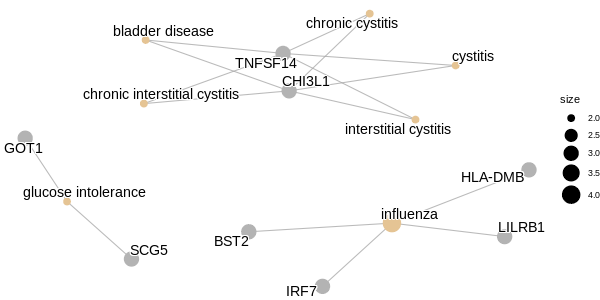 chronic cystitis
bladder disease
cystitis
TNFSF14
CHI3L1
chronic interstitial cystitis
interstitial cystitis
size
2.0
2.5
3.0
3.5
4.0
GOT1
glucose intolerance
SCG5
HLA-DMB
influenza
LILRB1
BST2
IRF7